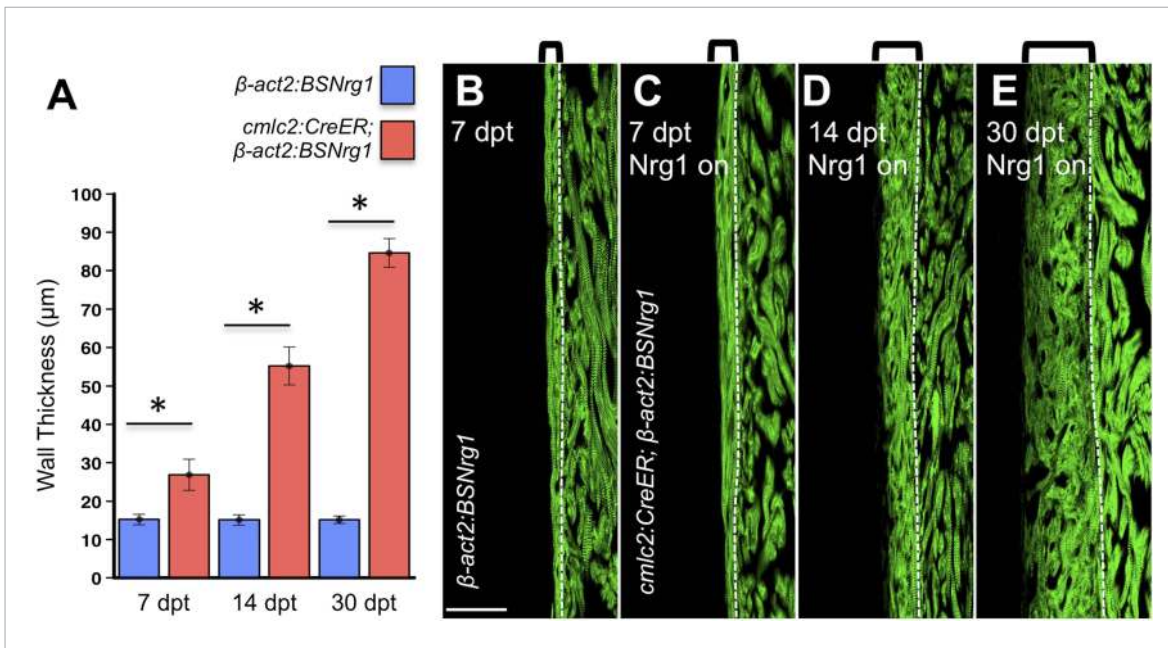 A
β-act2:BSNrg1
cmlc2:CreER;
β-act2:BSNrg1
Wall Thickness (μm)
100
90
80
70
60
50
40
30
20
10
0
*
*
*
7 dpt
14 dpt
30 dpt
B
7 dpt
β-act2:BSNrg1
C
7 dpt
Nrg1 on
cmlc2:CreER; β-act2:BSNrg1
D
14 dpt
Nrg1 on
E
30 dpt
Nrg1 on